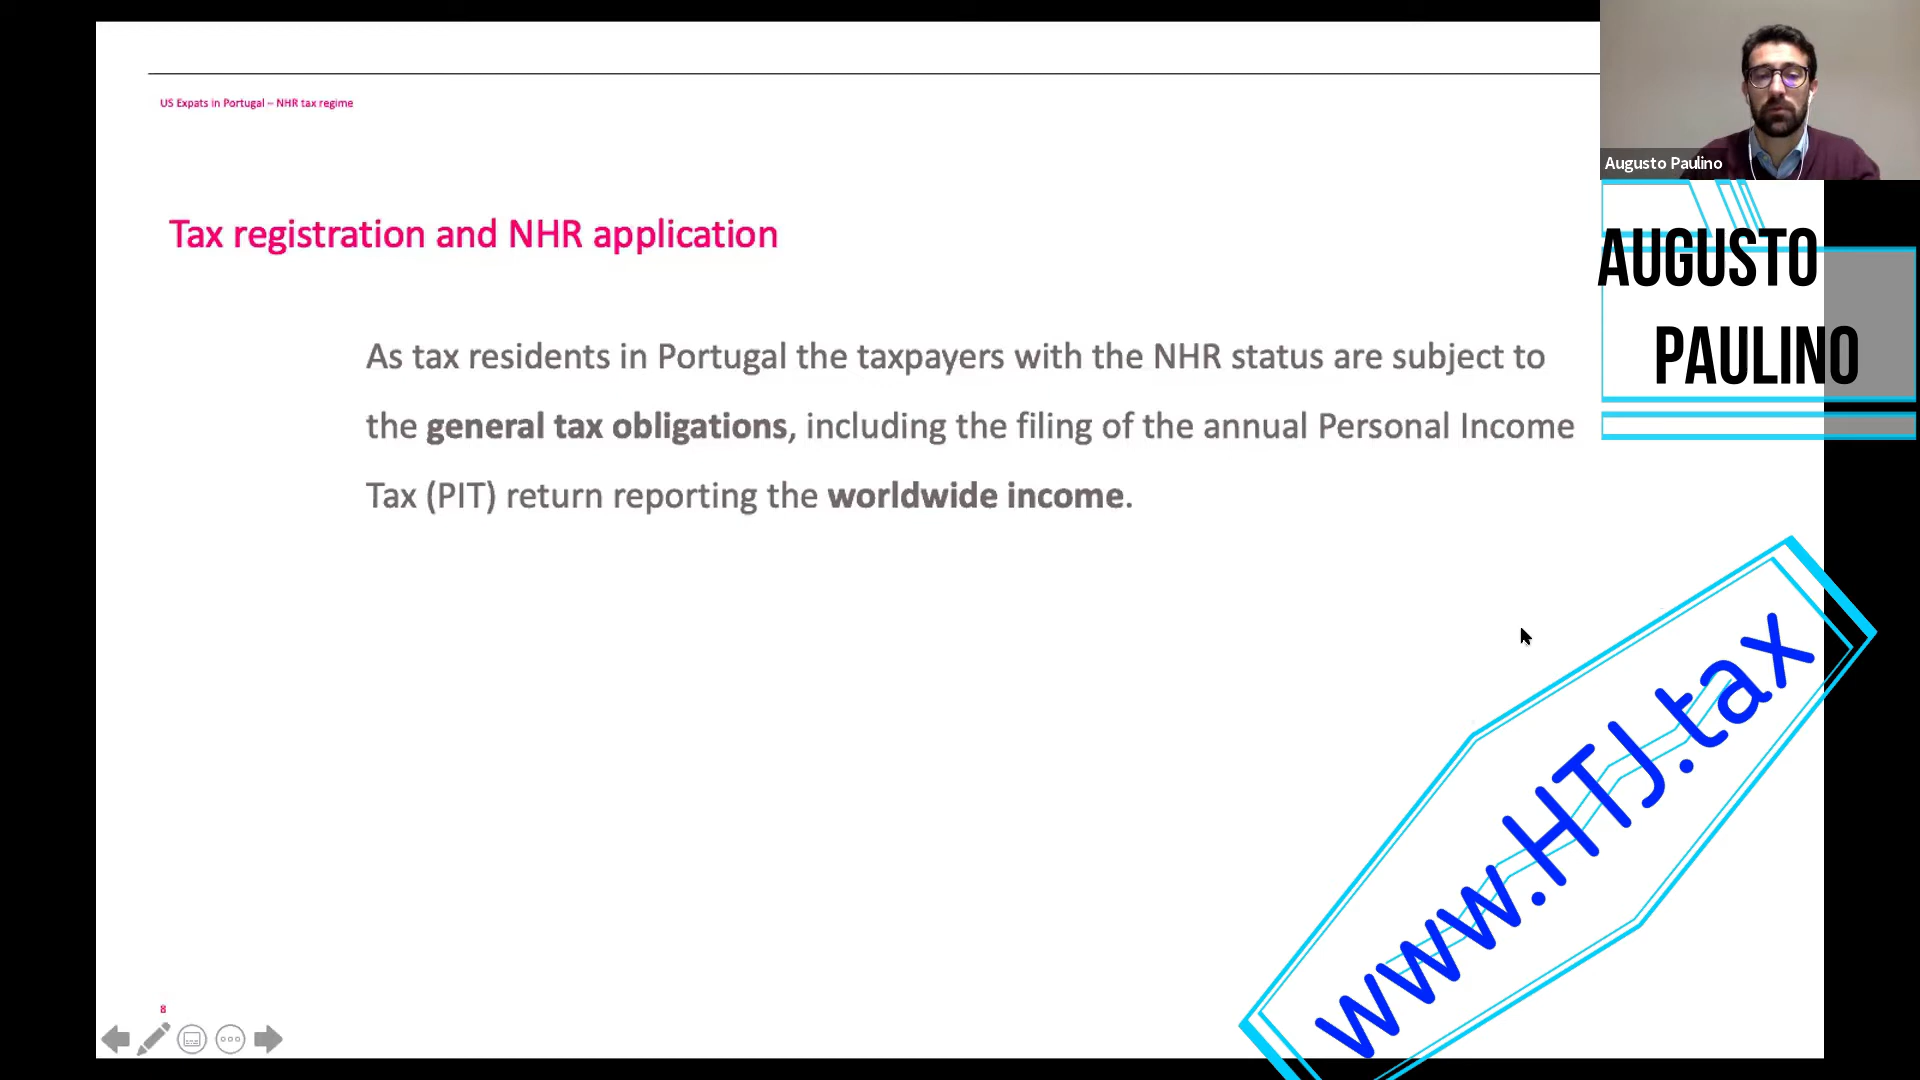 US Expats in Portugal – NHR tax regime
Augusto Paulino
AUGUSTO
PAULINO
Tax registration and NHR application
As tax residents in Portugal the taxpayers with the NHR status are subject to
the general tax obligations, including the filing of the annual Personal Income
Tax (PIT) return reporting the worldwide income.
www.HTJ.tax
8